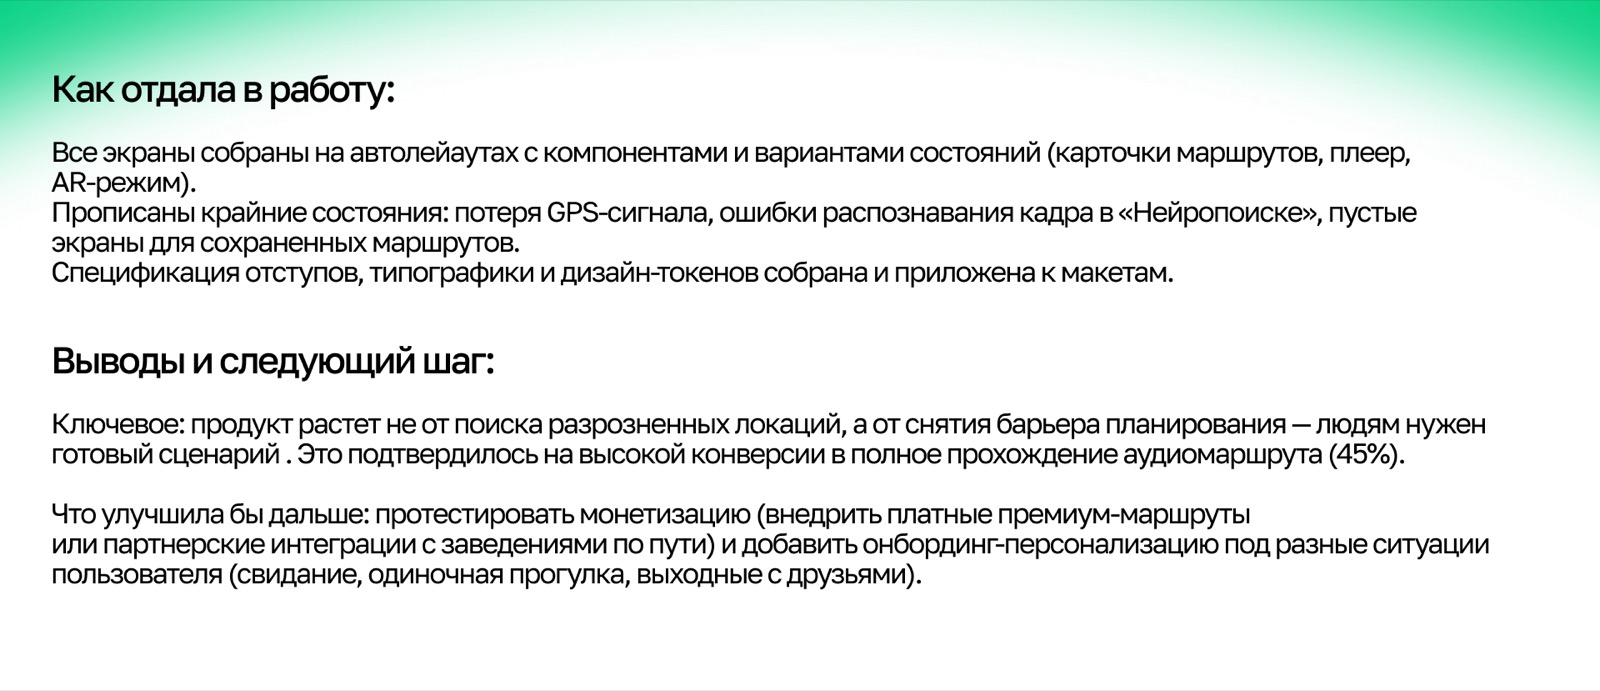 Как отдала в работу:
Все экраны собраны на автолейаутах с компонентами и вариантами состояний (карточки маршрутов, плеер,
AR-режим).
Прописаны крайние состояния: потеря GPS-сигнала, ошибки распознавания кадра в «Нейропоиске», пустые
экраны для сохраненных маршрутов.
Спецификация отступов, типографики и дизайн-токенов собрана и приложена к макетам.
Выводы и следующий шаг:
Ключевое: продукт растет не от поиска разрозненных локаций, а от снятия барьера планирования — людям нужен
готовый сценарий . Это подтвердилось на высокой конверсии в полное прохождение аудиомаршрута (45%).
Что улучшила бы дальше: протестировать монетизацию (внедрить платные премиум-маршруты
или партнерские интеграции с заведениями по пути) и добавить онбординг-персонализацию под разные ситуации
пользователя (свидание, одиночная прогулка, выходные с друзьями).